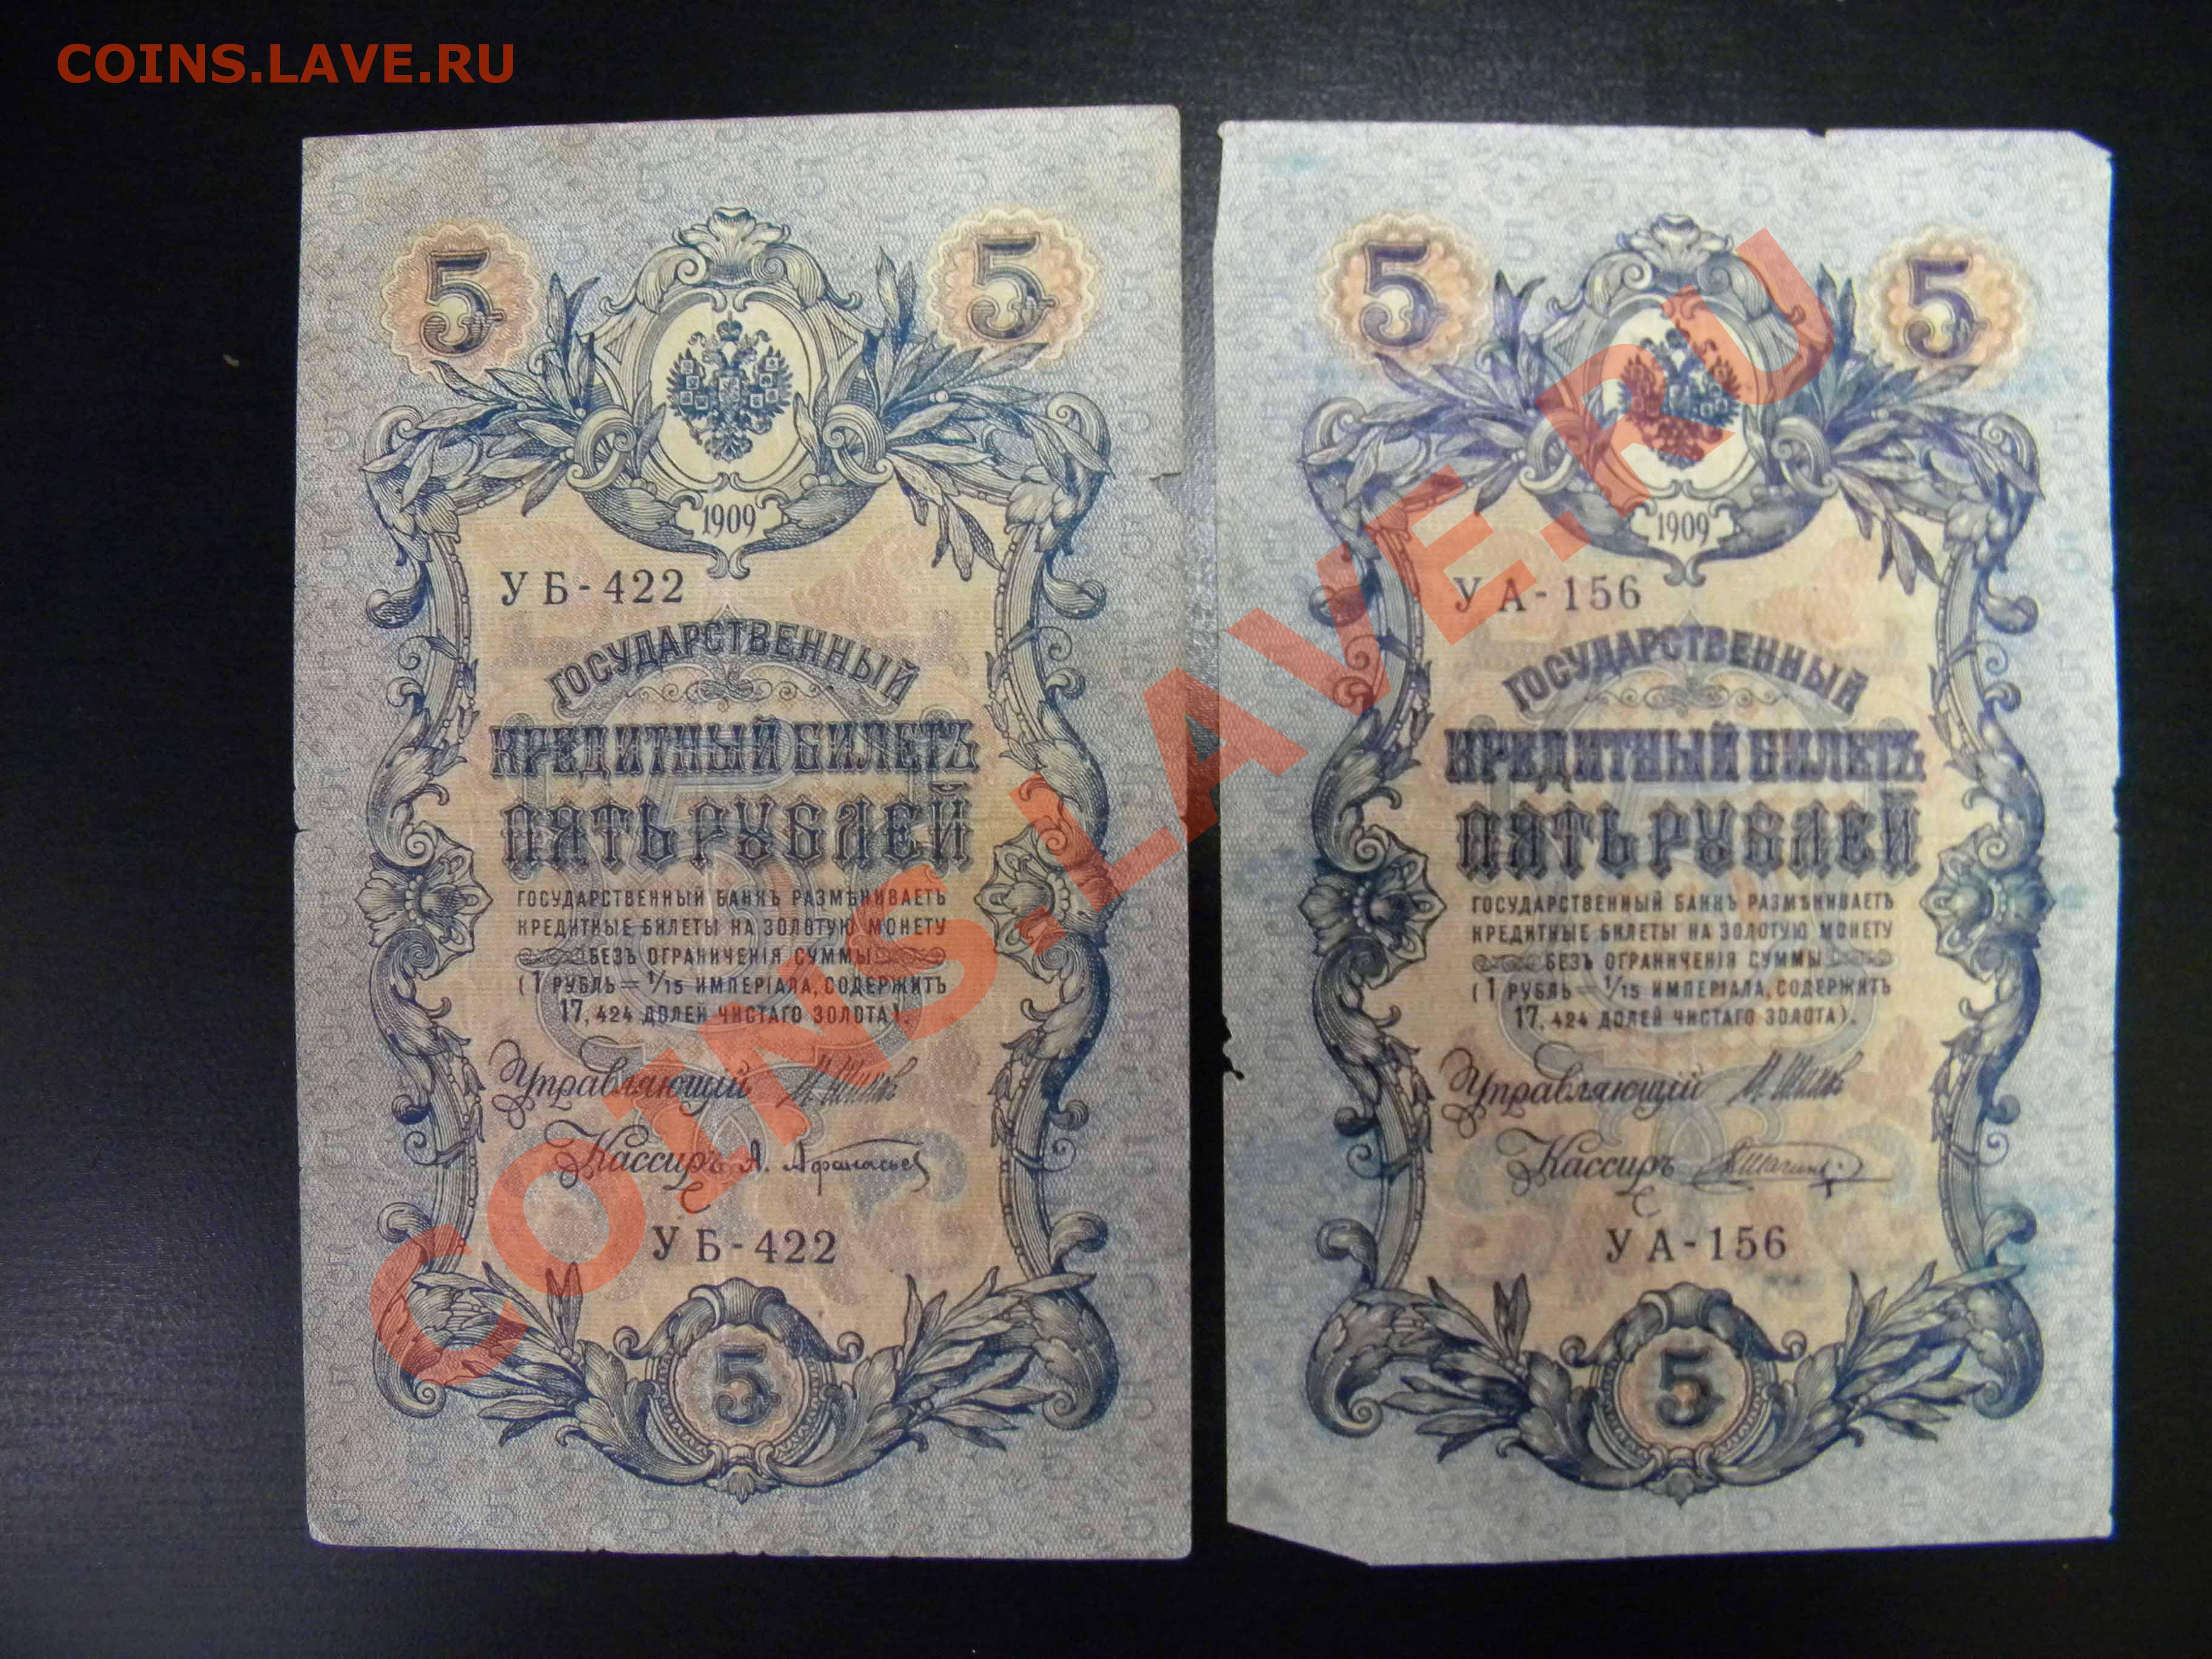 COINS.LAVE.RU
5 5
1909
УБ-422
ГОСУДАРСТВЕННЫЙ
КРЕДИТНЫЙ БИЛЕТЪ
ПЯТЬ РУБЛЕЙ
ГОСУДАРСТВЕННЫЙ БАНКЪ РАЗМѢНИВАЕТЪ
КРЕДИТНЫЕ БИЛЕТЫ НА ЗОЛОТУЮ МОНЕТУ
БЕЗЪ ОГРАНИЧЕНІЯ СУММЫ
(1 РУБЛЬ = 1/15 ИМПЕРІАЛА, СОДЕРЖИТЪ
17,424 ДОЛЕЙ ЧИСТАГО ЗОЛОТА).
Управляющій И. Шипов
Кассиръ А. Афанасьев
УБ-422
5
5 5
1909
УА-156
ГОСУДАРСТВЕННЫЙ
КРЕДИТНЫЙ БИЛЕТЪ
ПЯТЬ РУБЛЕЙ
ГОСУДАРСТВЕННЫЙ БАНКЪ РАЗМѢНИВАЕТЪ
КРЕДИТНЫЕ БИЛЕТЫ НА ЗОЛОТУЮ МОНЕТУ
БЕЗЪ ОГРАНИЧЕНІЯ СУММЫ
(1 РУБЛЬ = 1/15 ИМПЕРІАЛА, СОДЕРЖИТЪ
17,424 ДОЛЕЙ ЧИСТАГО ЗОЛОТА).
Управляющій И. Шипов
Кассиръ
УА-156
5
COINS.LAVE.RU